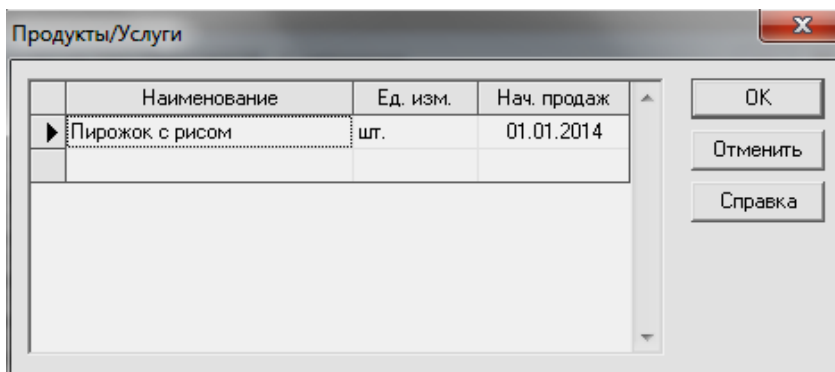 Продукты/Услуги
Наименование Ед. изм. Нач. продаж
Пирожок с рисом шт. 01.01.2014
OK
Отменить
Справка